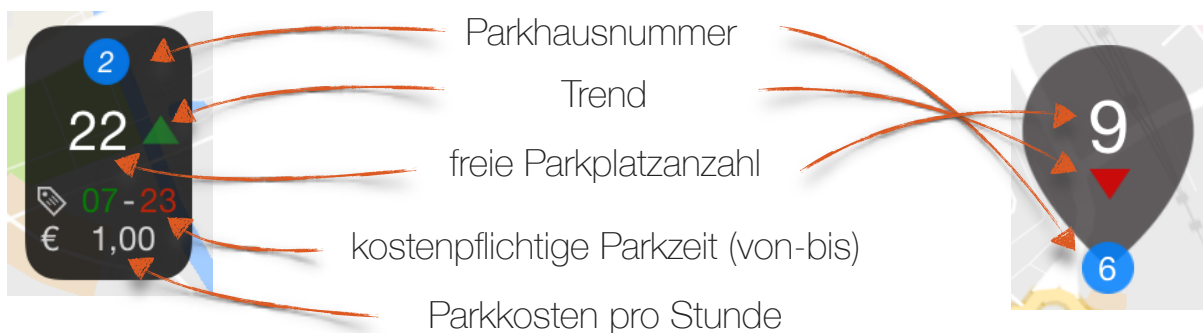 2
22
07-23
€ 1,00
Parkhausnummer
Trend
freie Parkplatzanzahl
kostenpflichtige Parkzeit (von-bis)
Parkkosten pro Stunde
9
6